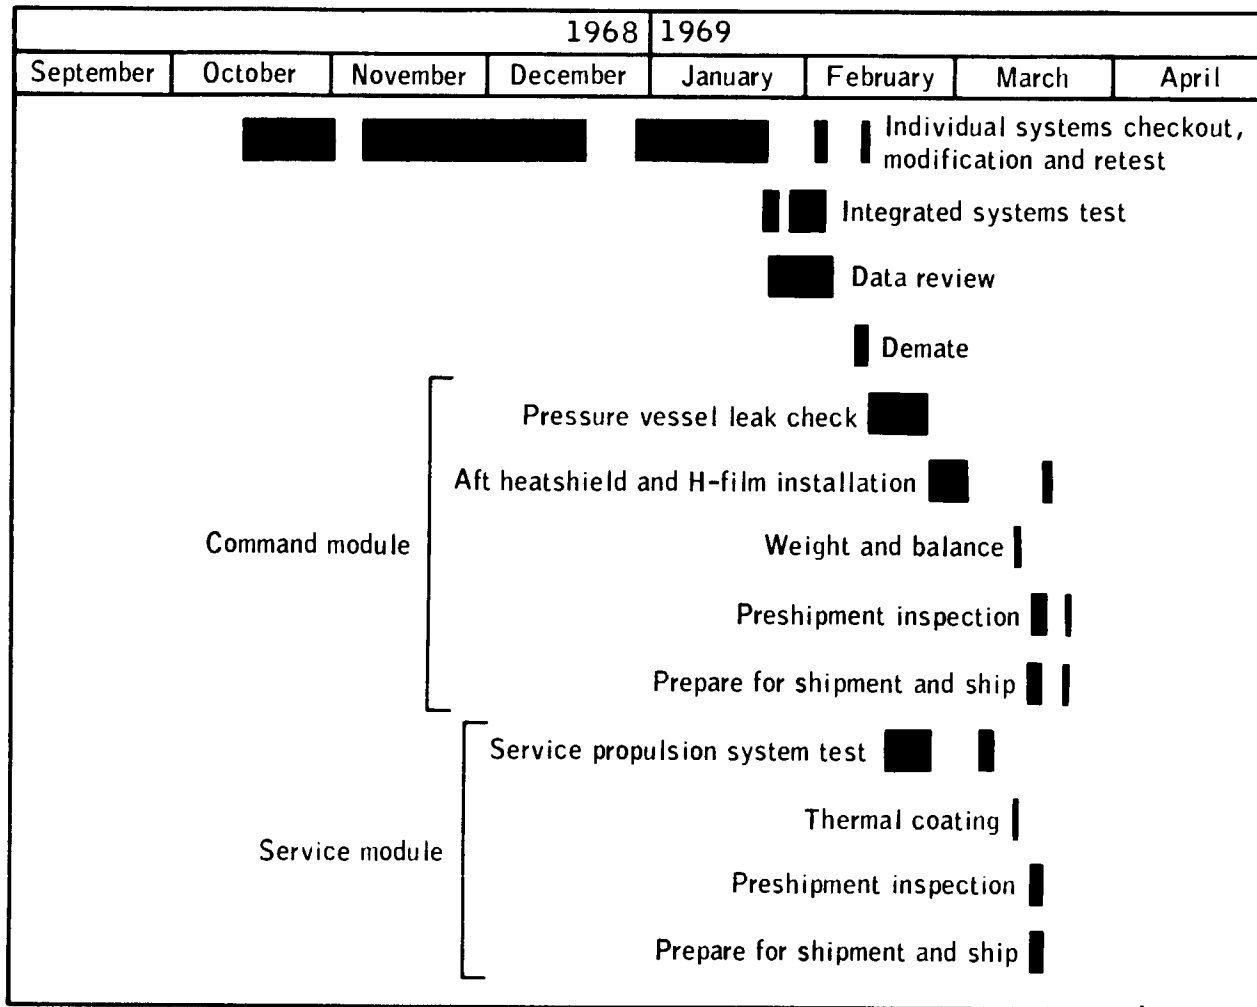 1968 1969
September October November December January February March April
Individual systems checkout,
modification and retest
Integrated systems test
Data review
Demate
Pressure vessel leak check
Aft heatshield and H-film installation
Command module
Weight and balance
Preshipment inspection
Prepare for shipment and ship
Service propulsion system test
Thermal coating
Service module
Preshipment inspection
Prepare for shipment and ship